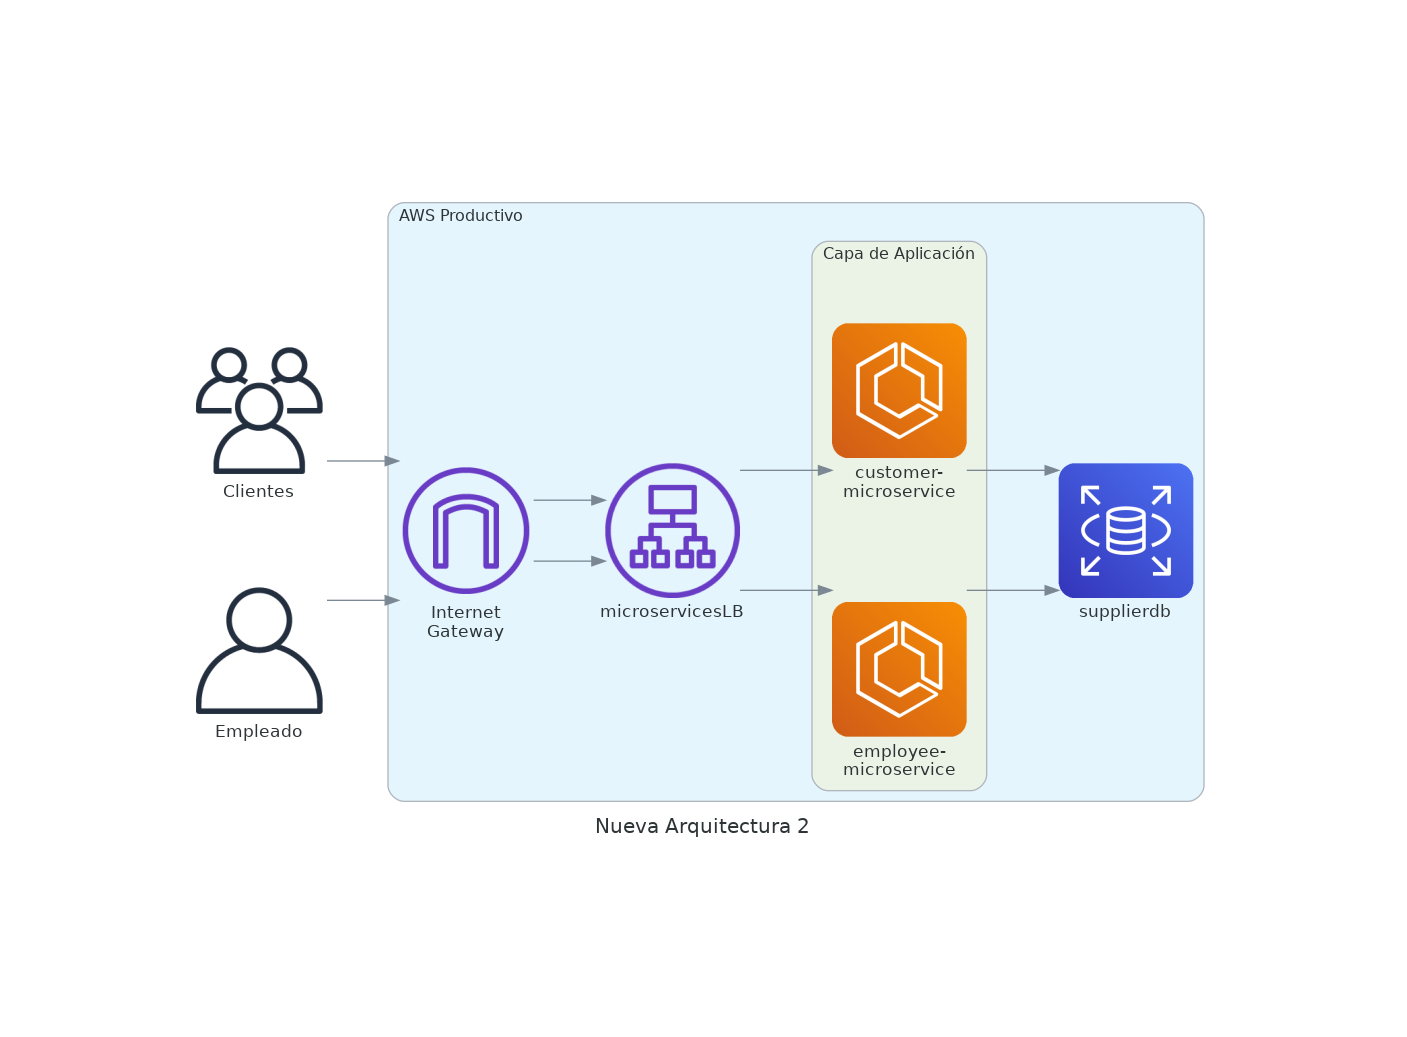 AWS Productivo
Capa de Aplicación
customer-
microservice
Clientes
Internet
Gateway
microservicesLB
supplierdb
Empleado
employee-
microservice
Nueva Arquitectura 2